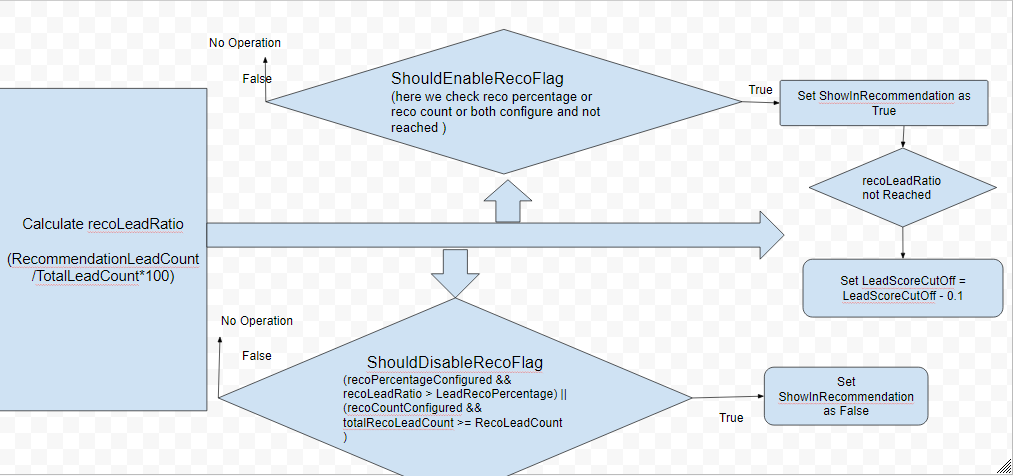 No Operation
False
ShouldEnableRecoFlag
(here we check reco percentage or
reco count or both configure and not
reached )
True
Set ShowInRecommendation as
True
recoLeadRatio
not Reached
Set LeadScoreCutOff =
LeadScoreCutOff - 0.1
Calculate recoLeadRatio
(RecommendationLeadCount
/TotalLeadCount*100)
No Operation
False
ShouldDisableRecoFlag
(recoPercentageConfigured &&
recoLeadRatio > LeadRecoPercentage) ||
(recoCountConfigured &&
totalRecoLeadCount >= RecoLeadCount
)
True
Set
ShowInRecommendation
as False